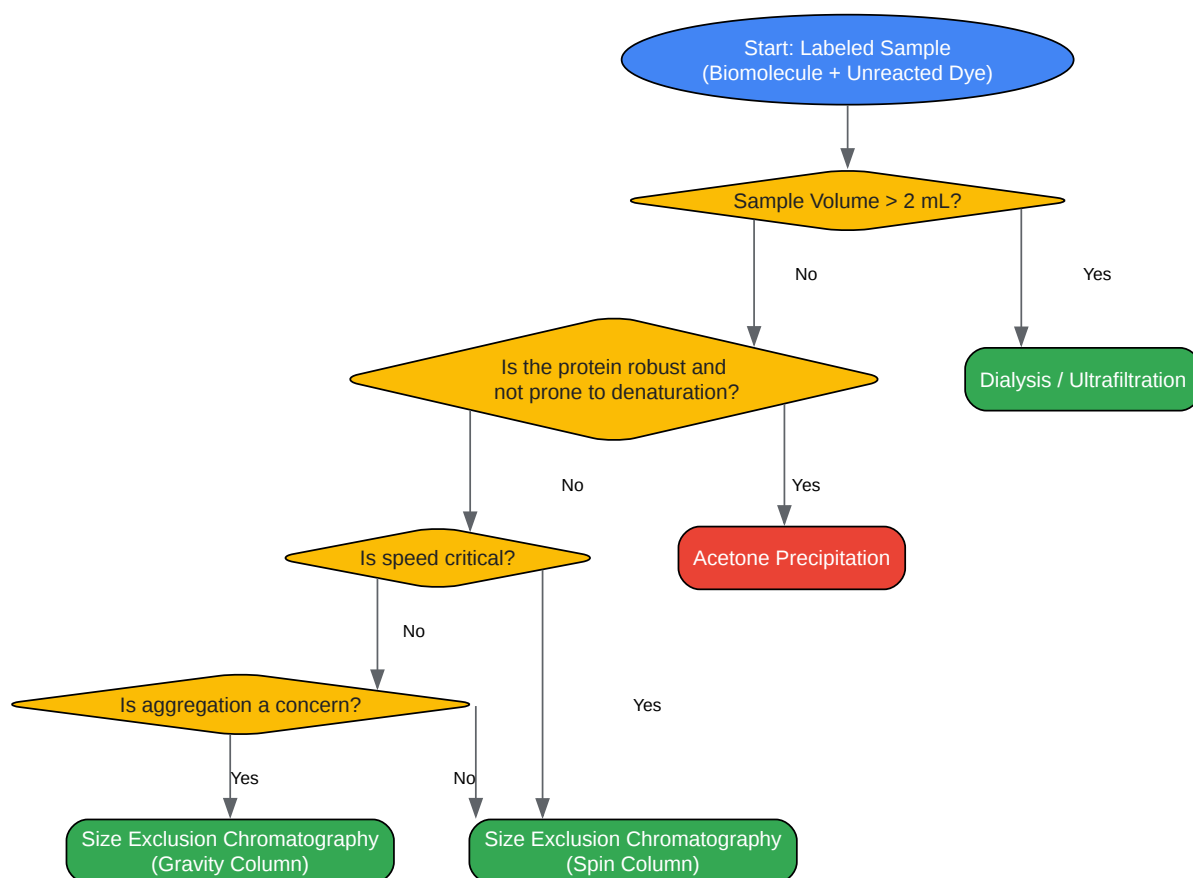 Start: Labeled Sample
(Biomolecule + Unreacted Dye)
Sample Volume > 2 mL?
No
Yes
Is the protein robust and
not prone to denaturation?
Dialysis / Ultrafiltration
No
Yes
Is speed critical?
Acetone Precipitation
No
Is aggregation a concern?
Yes
Yes
No
Size Exclusion Chromatography
(Gravity Column)
Size Exclusion Chromatography
(Spin Column)